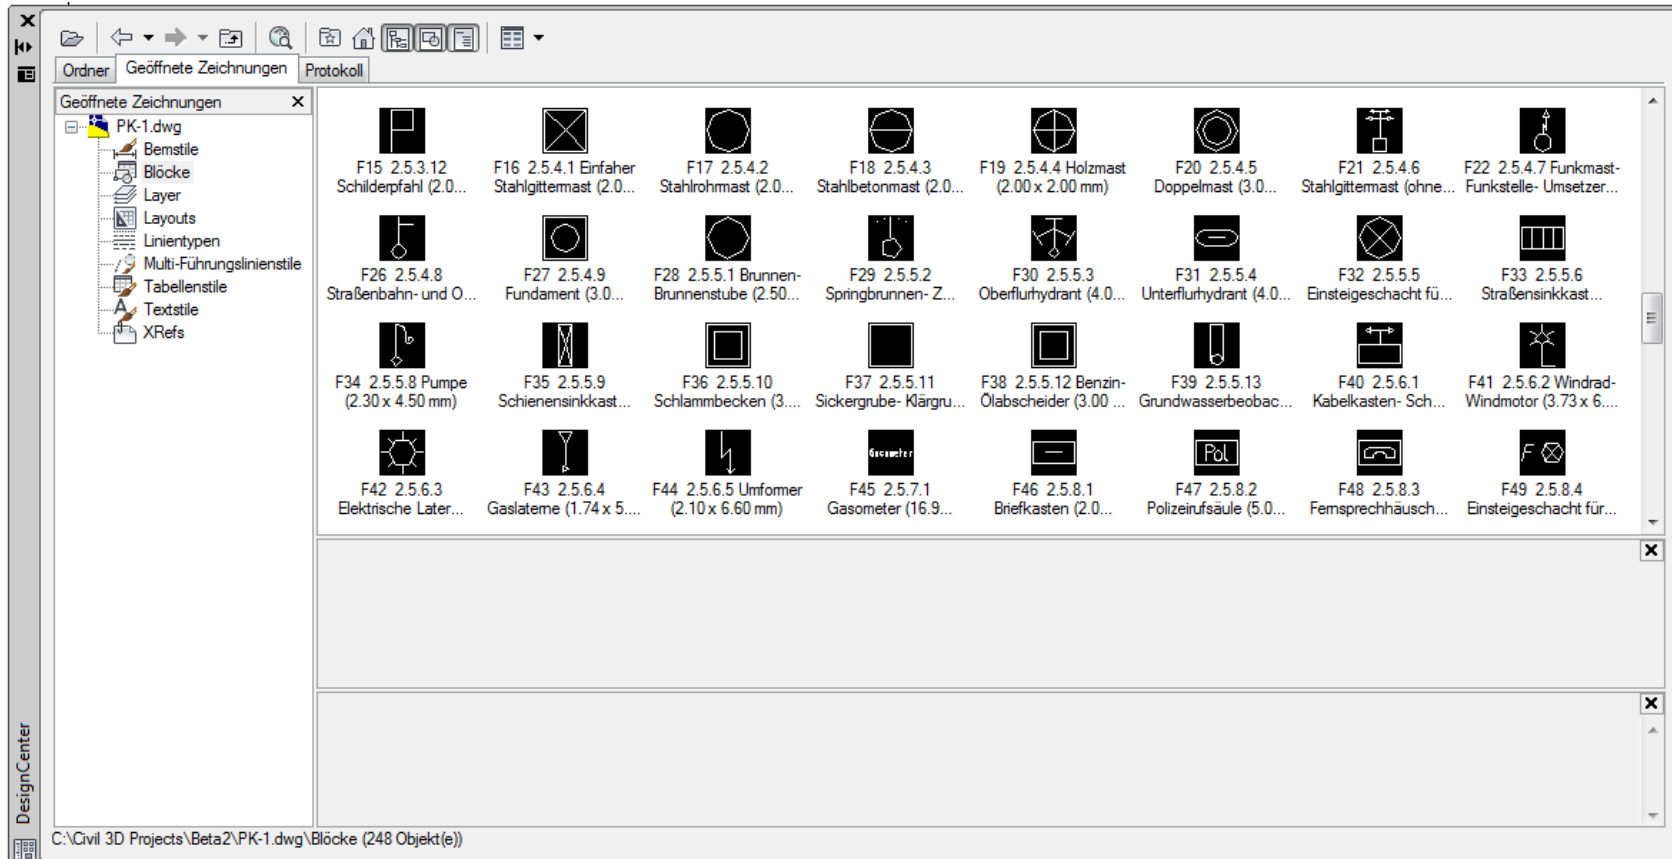 Ordner Geöffnete Zeichnungen Protokoll
Geöffnete Zeichnungen
PK-1.dwg
Bemstile
Blöcke
Layer
Layouts
Linientypen
Multi-Führungslinienstile
Tabellenstile
Textstile
XRefs
F15 2.5.3.12 F16 2.5.4.1 Einfaher F17 2.5.4.2 F18 2.5.4.3 F19 2.5.4.4 Holzmast F20 2.5.4.5 F21 2.5.4.6 F22 2.5.4.7 Funkmast-
Schilderpfahl (2.0... Stahlgittermast (2.0... Stahlrohrmast (2.0... Stahlbetonmast (2.0... (2.00 x 2.00 mm) Doppelmast (3.0... Stahlgittermast (ohne... Funkstelle- Umsetzer...
F26 2.5.4.8 F27 2.5.4.9 F28 2.5.5.1 Brunnen- F29 2.5.5.2 F30 2.5.5.3 F31 2.5.5.4 F32 2.5.5.5 F33 2.5.5.6
Straßenbahn- und O... Fundament (3.0... Brunnenstube (2.50... Springbrunnen- Z... Oberflurhydrant (4.0... Unterflurhydrant (4.0... Einsteigeschacht fü... Straßensinkkast...
F34 2.5.5.8 Pumpe F35 2.5.5.9 F36 2.5.5.10 F37 2.5.5.11 F38 2.5.5.12 Benzin- F39 2.5.5.13 F40 2.5.6.1 F41 2.5.6.2 Windrad-
(2.30 x 4.50 mm) Schienensinkkast... Schlammbecken (3.... Sickergrube- Klärgru... Ölabscheider (3.00 ... Grundwasserbeobac... Kabelkasten- Sch... Windmotor (3.73 x 6....
Gasometer Pol F
F42 2.5.6.3 F43 2.5.6.4 F44 2.5.6.5 Umformer F45 2.5.7.1 F46 2.5.8.1 F47 2.5.8.2 F48 2.5.8.3 F49 2.5.8.4
Elektrische Later... Gaslaterne (1.74 x 5.... (2.10 x 6.60 mm) Gasometer (16.9... Briefkasten (2.0... Polizeirufsäule (5.0... Fernsprechhäusch... Einsteigeschacht für...
DesignCenter
C:\Civil 3D Projects\Beta2\PK-1.dwg\Blöcke (248 Objekt(e))